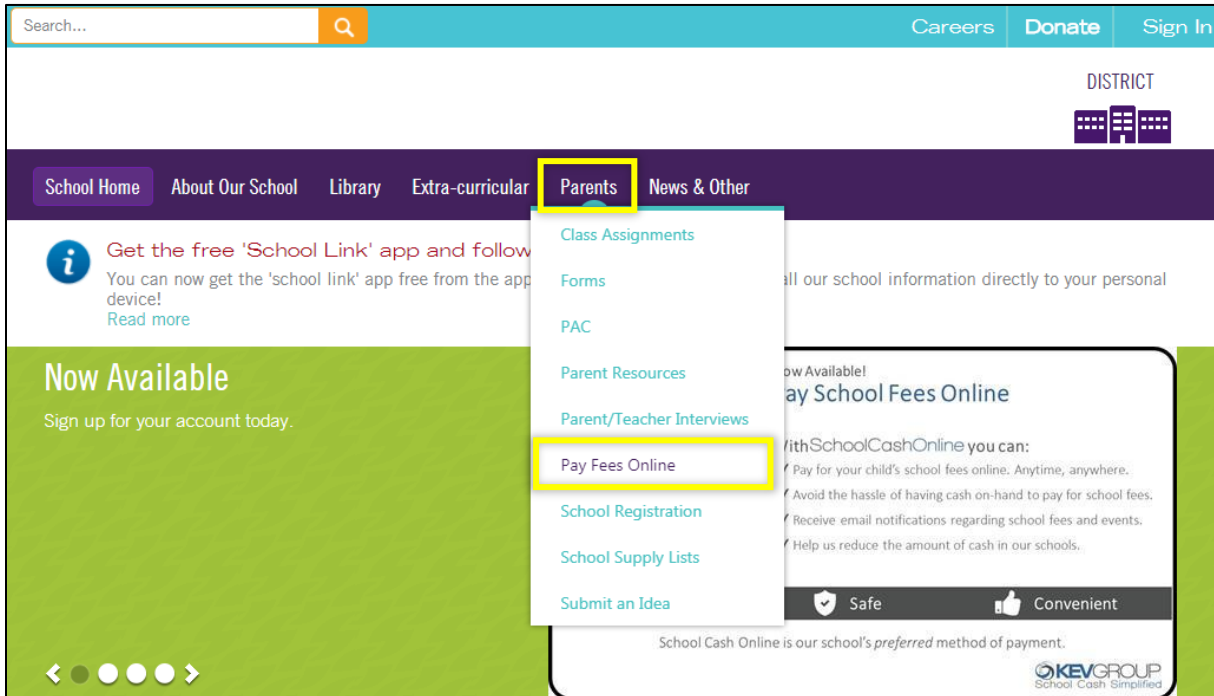 Search...
Careers Donate Sign In
DISTRICT
School Home About Our School Library Extra-curricular Parents News & Other
Get the free 'School Link' app and follow
You can now get the 'school link' app free from the app all our school information directly to your personal
device!
Read more
Class Assignments
Forms
PAC
Parent Resources
Parent/Teacher Interviews
Pay Fees Online
School Registration
School Supply Lists
Submit an Idea
Now Available
Sign up for your account today.
ow Available!
ay School Fees Online
ithSchoolCashOnline you can:
Pay for your child's school fees online. Anytime, anywhere.
Avoid the hassle of having cash on-hand to pay for school fees.
Receive email notifications regarding school fees and events.
Help us reduce the amount of cash in our schools.
Safe Convenient
School Cash Online is our school's preferred method of payment.
KEVGROUP
School Cash Simplified